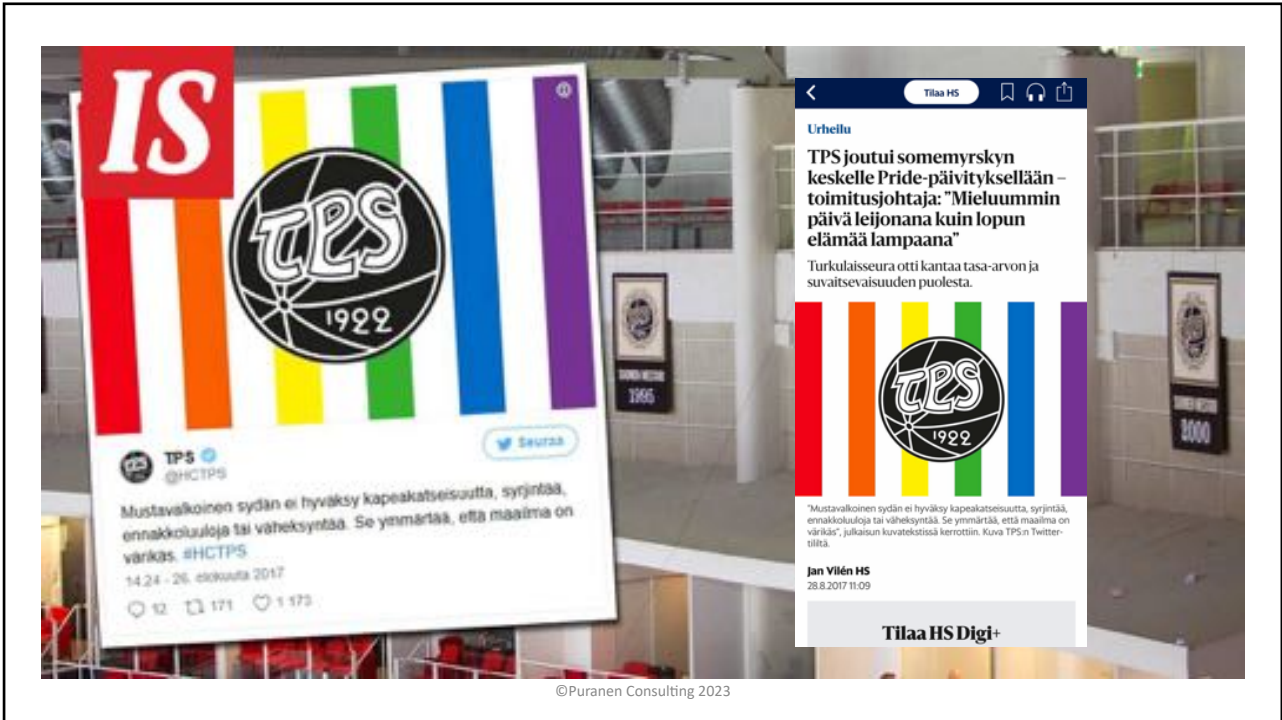 IS
TPS
1922
TPS
@HCTPS
Seuraa
Mustavalkoinen sydän ei hyväksy kapeakatseisuutta, syrjintää,
ennakkoluuloja tai väheksyntää. Se ymmärtää, että maailma on
värikäs. #HCTPS
14.24 - 26. elokuuta 2017
12 171 1 173
1995
Tilaa HS
Urheilu
TPS joutui somemyrskyn
keskelle Pride-päivityksellään –
toimitusjohtaja: "Mieluummin
päivä leijonana kuin lopun
elämää lampaana"
Turkulaisseura otti kantaa tasa-arvon ja
suvaitsevaisuuden puolesta.
TPS
1922
"Mustavalkoinen sydän ei hyväksy kapeakatseisuutta, syrjintää,
ennakkoluuloja tai väheksyntää. Se ymmärtää, että maailma on
värikäs", julkaisun kuvatekstissä kerrottiin. Kuva TPS:n Twitter-
tililtä.
Jan Vilén HS
28.8.2017 11:09
Tilaa HS Digi+
2000
©Puranen Consulting 2023